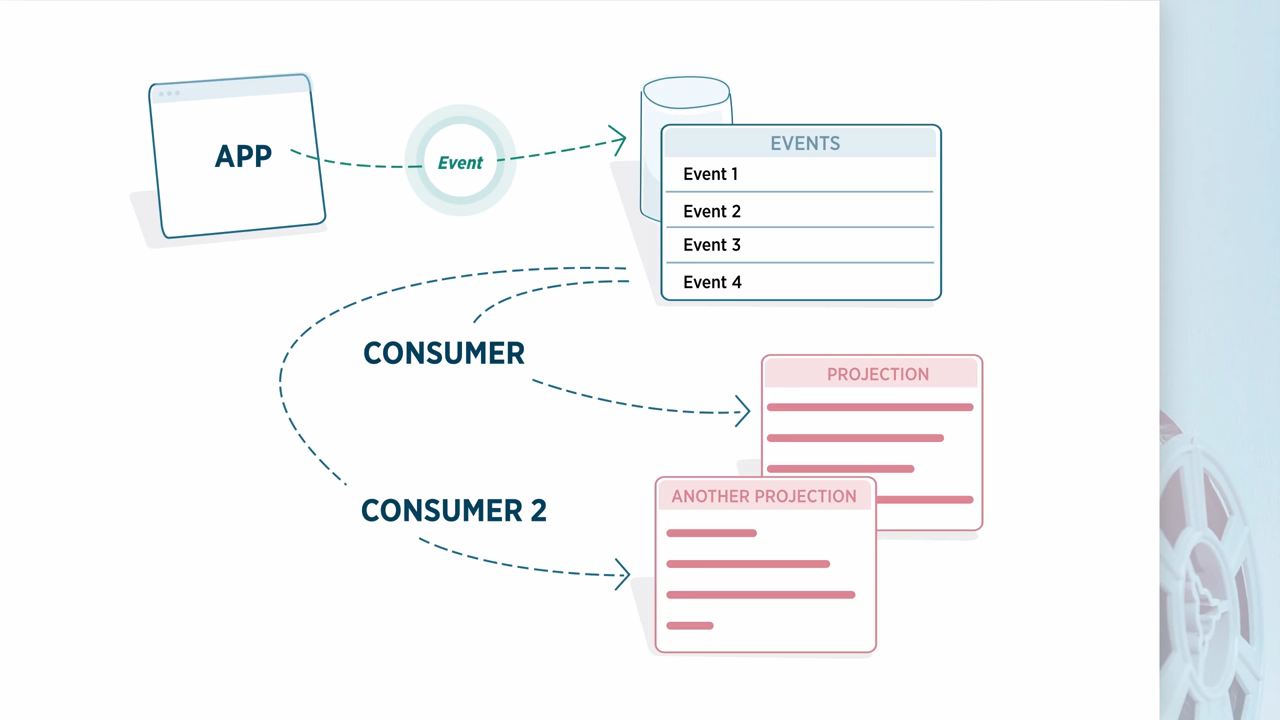 APP
Event
EVENTS
Event 1
Event 2
Event 3
Event 4
CONSUMER
PROJECTION
ANOTHER PROJECTION
CONSUMER 2